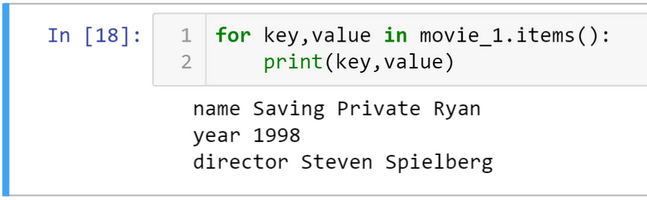 In [18]: 1 for key,value in movie_1.items():
2 print(key,value)
name Saving Private Ryan
year 1998
director Steven Spielberg